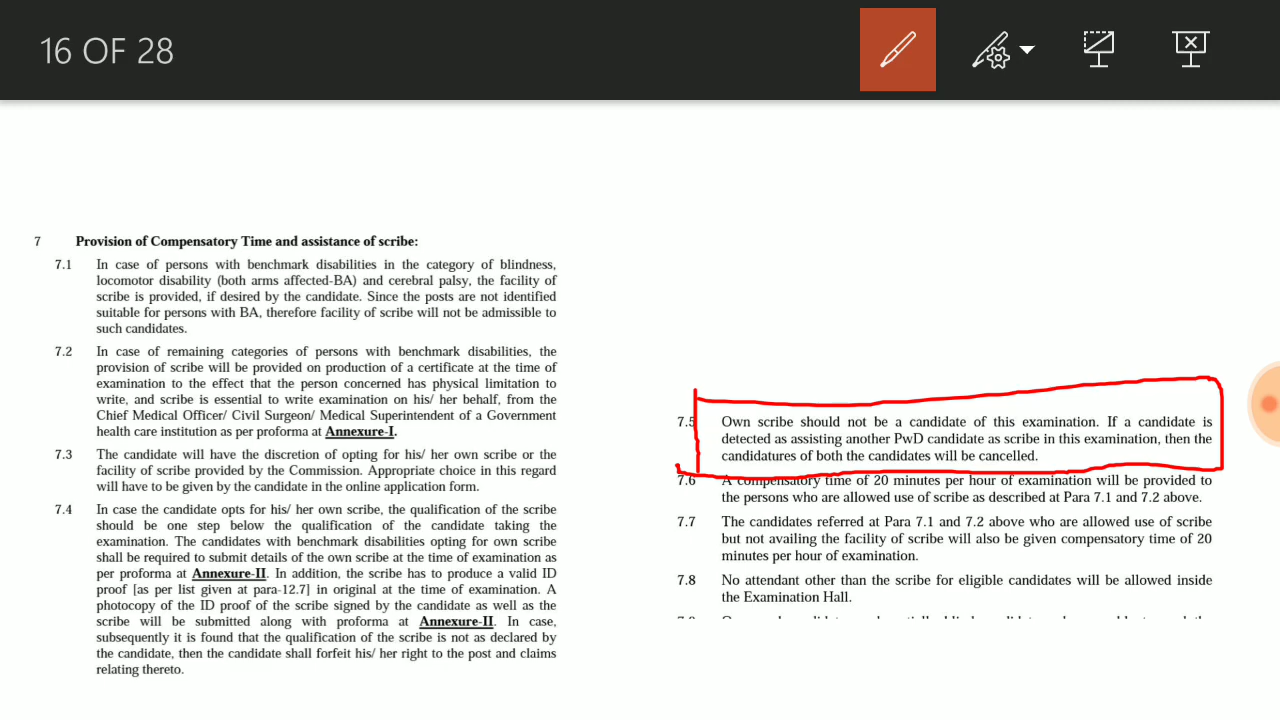 16 OF 28
7 Provision of Compensatory Time and assistance of scribe:
7.1 In case of persons with benchmark disabilities in the category of blindness,
locomotor disability (both arms affected-BA) and cerebral palsy, the facility of
scribe is provided, if desired by the candidate. Since the posts are not identified
suitable for persons with BA, therefore facility of scribe will not be admissible to
such candidates.
7.2 In case of remaining categories of persons with benchmark disabilities, the
provision of scribe will be provided on production of a certificate at the time of
examination to the effect that the person concerned has physical limitation to
write, and scribe is essential to write examination on his/ her behalf, from the
Chief Medical Officer/ Civil Surgeon/ Medical Superintendent of a Government
health care institution as per proforma at Annexure-I.
7.3 The candidate will have the discretion of opting for his/ her own scribe or the
facility of scribe provided by the Commission. Appropriate choice in this regard
will have to be given by the candidate in the online application form.
7.4 In case the candidate opts for his/ her own scribe, the qualification of the scribe
should be one step below the qualification of the candidate taking the
examination. The candidates with benchmark disabilities opting for own scribe
shall be required to submit details of the own scribe at the time of examination as
per proforma at Annexure-II. In addition, the scribe has to produce a valid ID
proof [as per list given at para-12.7] in original at the time of examination. A
photocopy of the ID proof of the scribe signed by the candidate as well as the
scribe will be submitted along with proforma at Annexure-II. In case,
subsequently it is found that the qualification of the scribe is not as declared by
the candidate, then the candidate shall forfeit his/ her right to the post and claims
relating thereto.
7.5 Own scribe should not be a candidate of this examination. If a candidate is
detected as assisting another PwD candidate as scribe in this examination, then the
candidatures of both the candidates will be cancelled.
7.6 A compensatory time of 20 minutes per hour of examination will be provided to
the persons who are allowed use of scribe as described at Para 7.1 and 7.2 above.
7.7 The candidates referred at Para 7.1 and 7.2 above who are allowed use of scribe
but not availing the facility of scribe will also be given compensatory time of 20
minutes per hour of examination.
7.8 No attendant other than the scribe for eligible candidates will be allowed inside
the Examination Hall.